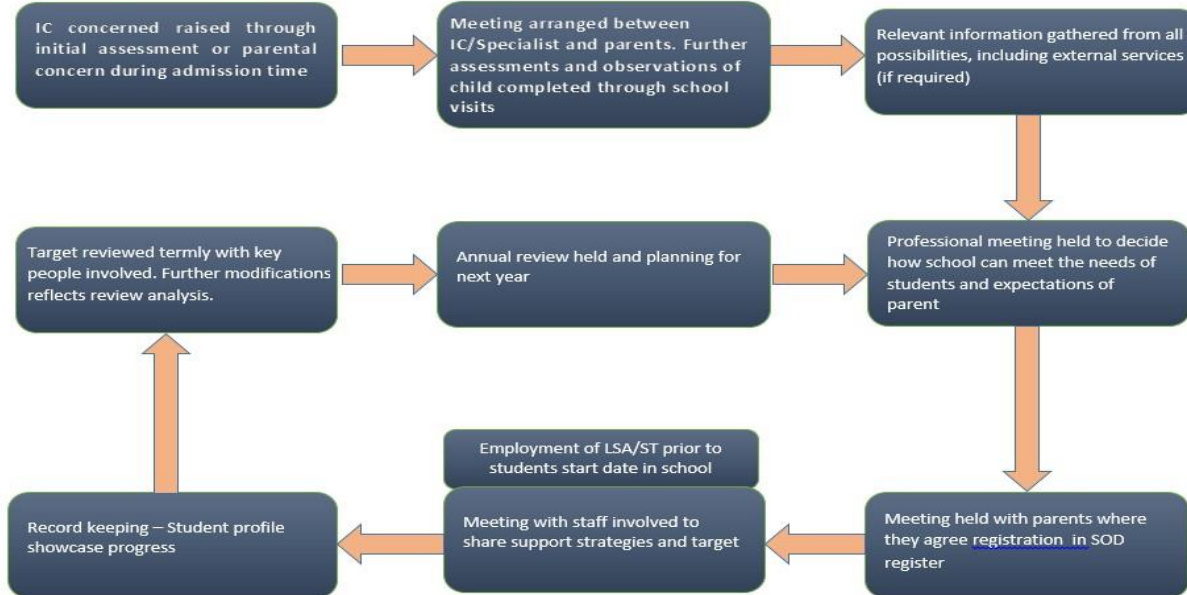 IC concerned raised through
initial assessment or parental
concern during admission time
Meeting arranged between
IC/Specialist and parents. Further
assessments and observations of
child completed through school
visits
Relevant information gathered from all
possibilities, including external services
(if required)
Target reviewed termly with key
people involved. Further modifications
reflects review analysis.
Annual review held and planning for
next year
Professional meeting held to decide
how school can meet the needs of
students and expectations of
parent
Employment of LSA/ST prior to
students start date in school
Record keeping – Student profile
showcase progress
Meeting with staff involved to
share support strategies and target
Meeting held with parents where
they agree registration in SOD
register